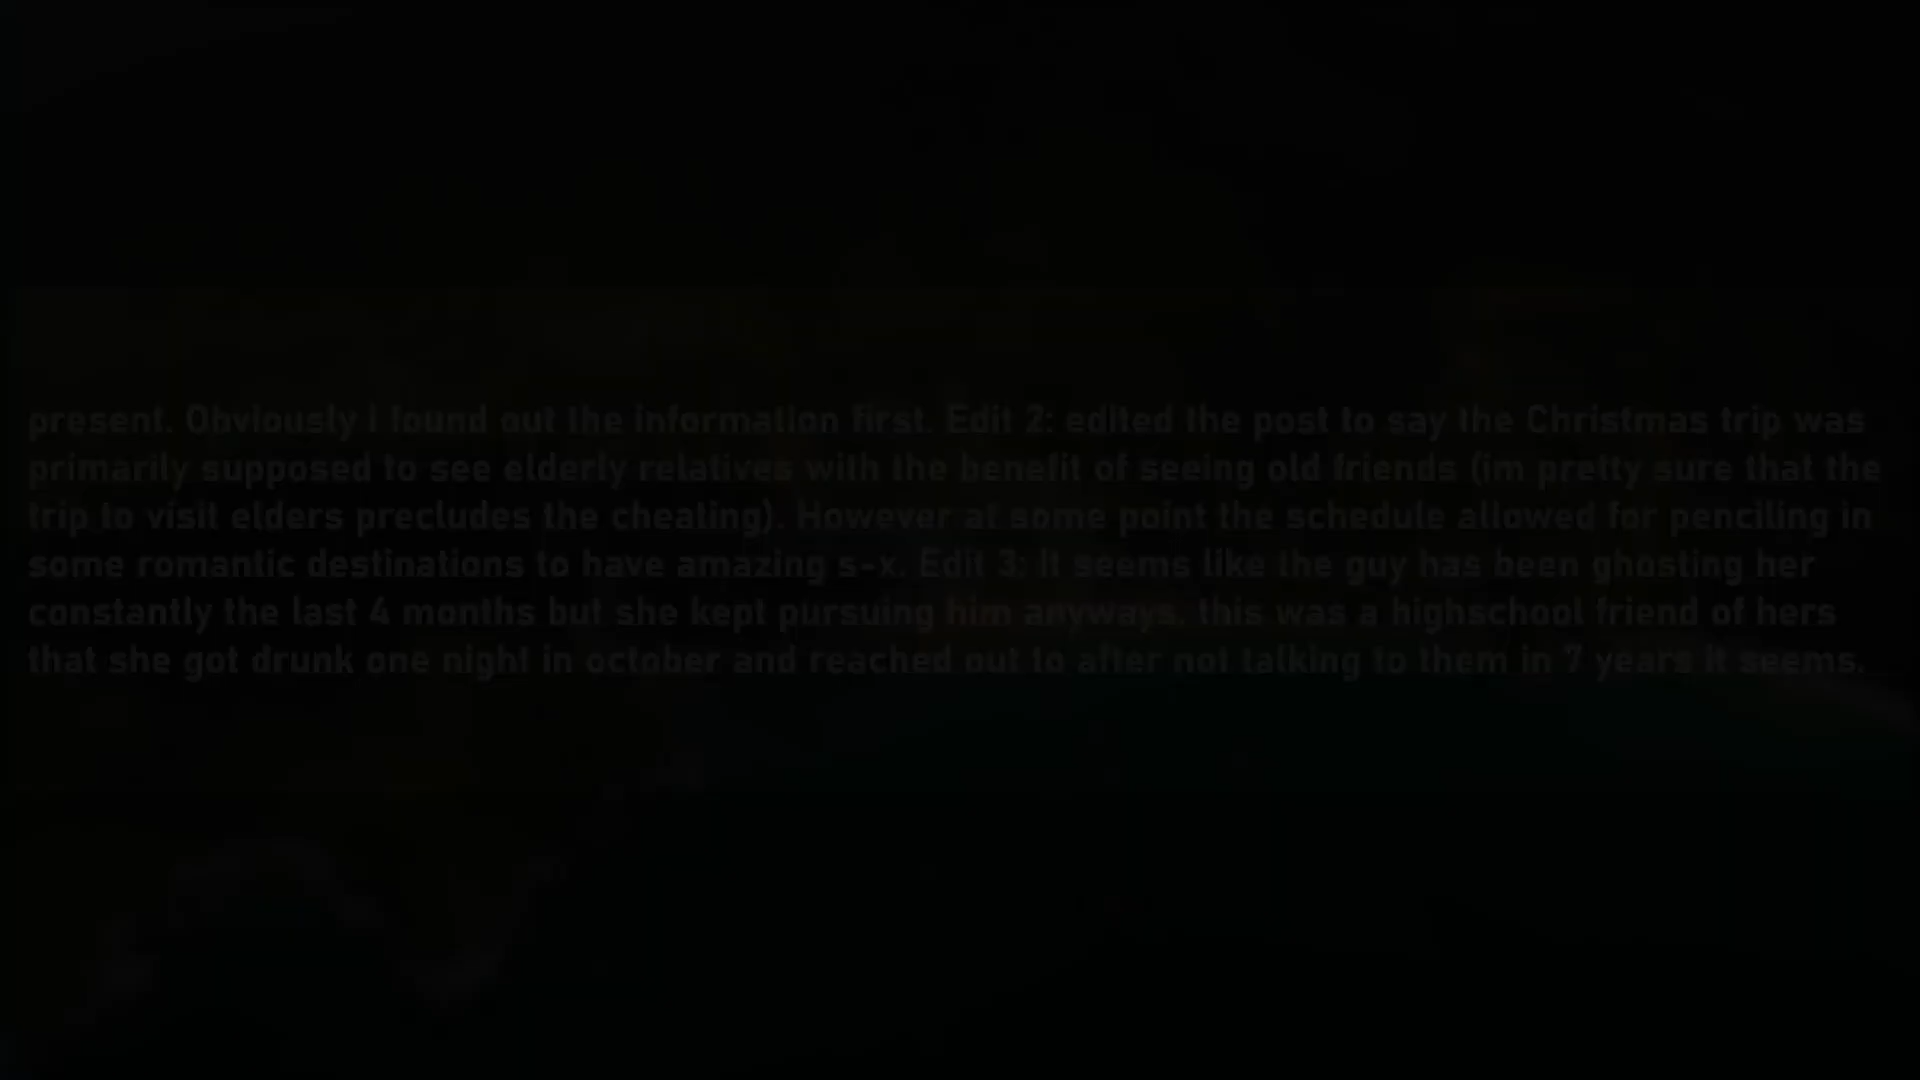 present. Obviously I found out the information first. Edit 2: edited the post to say the Christmas trip was
primarily supposed to see elderly relatives with the benefit of seeing old friends (im pretty sure that the
trip to visit elders precludes the cheating). However at some point the schedule allowed for penciling in
some romantic destinations to have amazing s-x. Edit 3: it seems like the guy has been ghosting her
constantly the last 4 months but she kept pursuing him anyways. this was a highschool friend of hers
that she got drunk one night in october and reached out to after not talking to them in 7 years it seems.